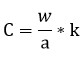 C = w/a * k